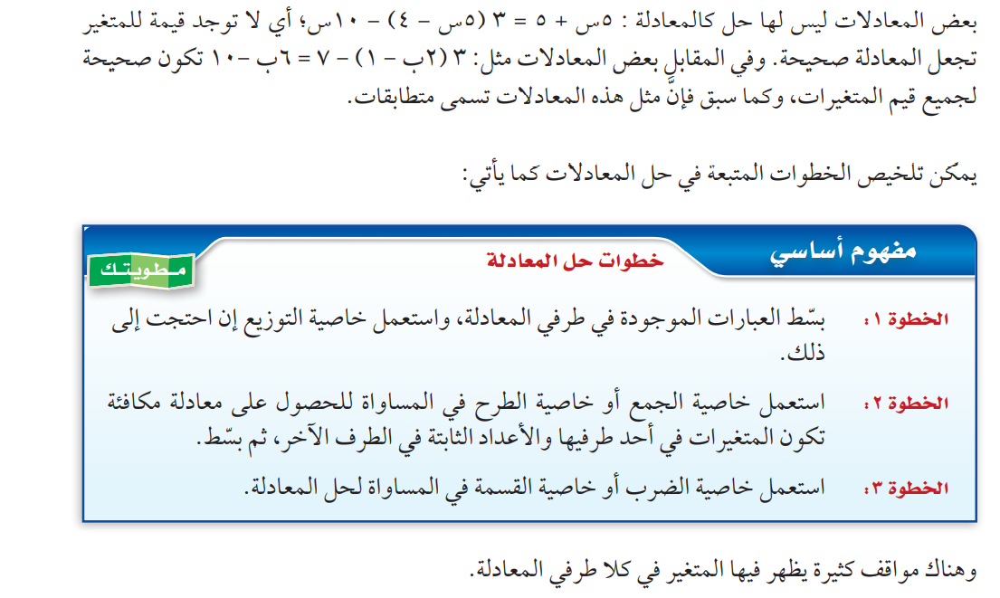 بعض المعادلات ليس لها حل كالمعادلة : ٥س + ٥ = ٣ (٥س - ٤) - ١٠س؛ أي لا توجد قيمة للمتغير
تجعل المعادلة صحيحة. وفي المقابل بعض المعادلات مثل: ٣ (٢ب - ١) - ٧ = ٦ب -١٠ تكون صحيحة
لجميع قيم المتغيرات، وكما سبق فإنَّ مثل هذه المعادلات تسمى متطابقات.
يمكن تلخيص الخطوات المتبعة في حل المعادلات كما يأتي:
مفهوم أساسي
خطوات حل المعادلة
مـطويـتـك
الخطوة ١: بسّط العبارات الموجودة في طرفي المعادلة، واستعمل خاصية التوزيع إن احتجت إلى
ذلك.
الخطوة ٢: استعمل خاصية الجمع أو خاصية الطرح في المساواة للحصول على معادلة مكافئة
تكون المتغيرات في أحد طرفيها والأعداد الثابتة في الطرف الآخر، ثم بسّط.
الخطوة ٣: استعمل خاصية الضرب أو خاصية القسمة في المساواة لحل المعادلة.
وهناك مواقف كثيرة يظهر فيها المتغير في كلا طرفي المعادلة.